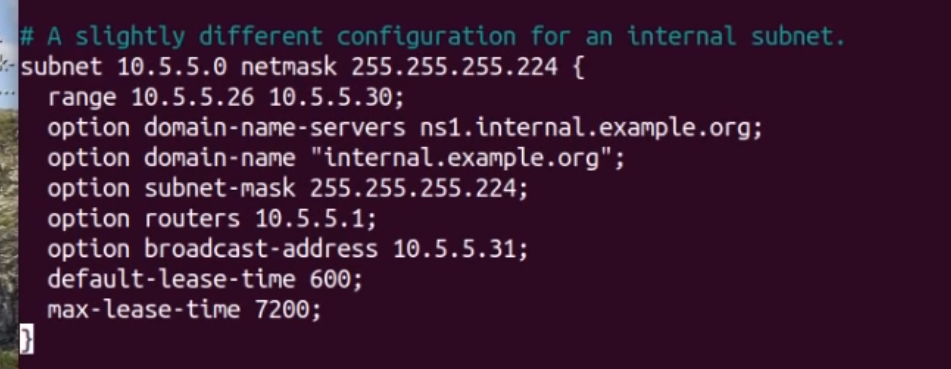 # A slightly different configuration for an internal subnet.
subnet 10.5.5.0 netmask 255.255.255.224 {
  range 10.5.5.26 10.5.5.30;
  option domain-name-servers ns1.internal.example.org;
  option domain-name "internal.example.org";
  option subnet-mask 255.255.255.224;
  option routers 10.5.5.1;
  option broadcast-address 10.5.5.31;
  default-lease-time 600;
  max-lease-time 7200;
}